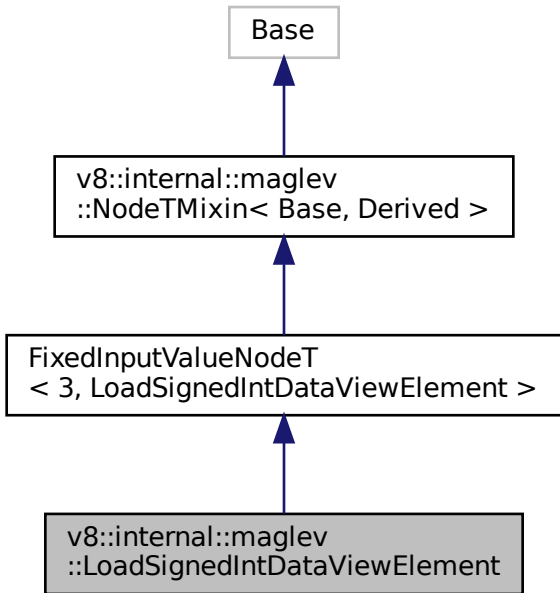 Base
v8::internal::maglev
::NodeTMixin< Base, Derived >
FixedInputValueNodeT
< 3, LoadSignedIntDataViewElement >
v8::internal::maglev
::LoadSignedIntDataViewElement